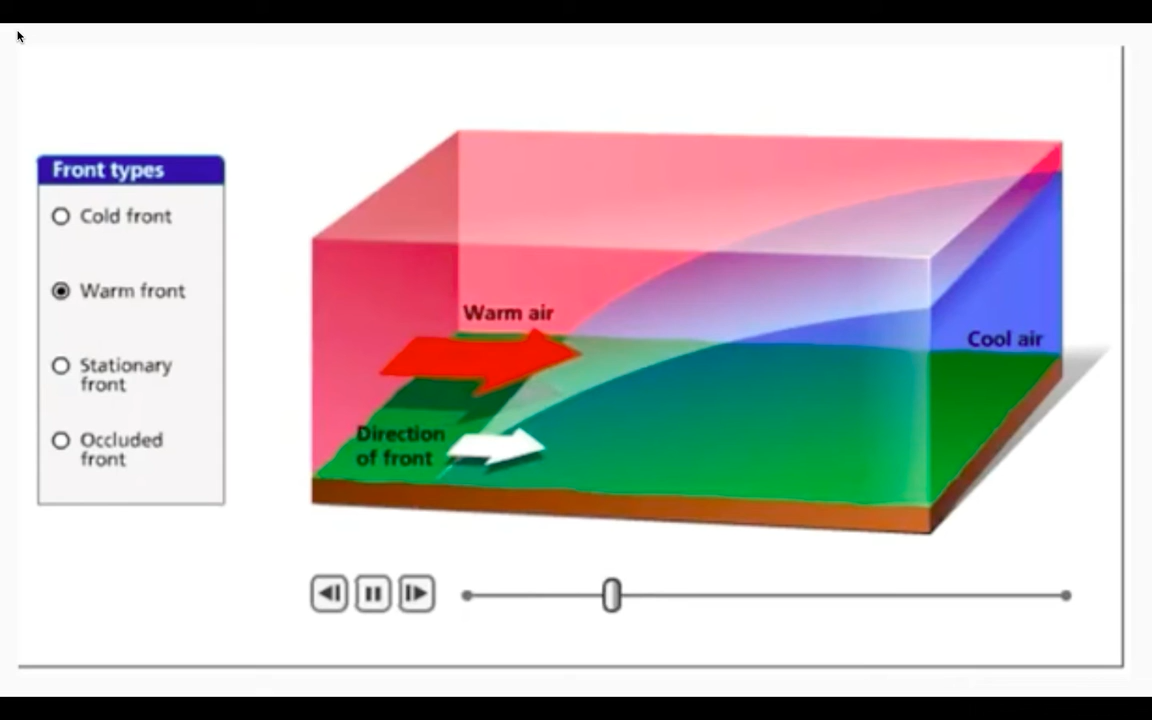 Front types
Cold front
Warm front
Stationary
front
Occluded
front
Warm air
Cool air
Direction
of front